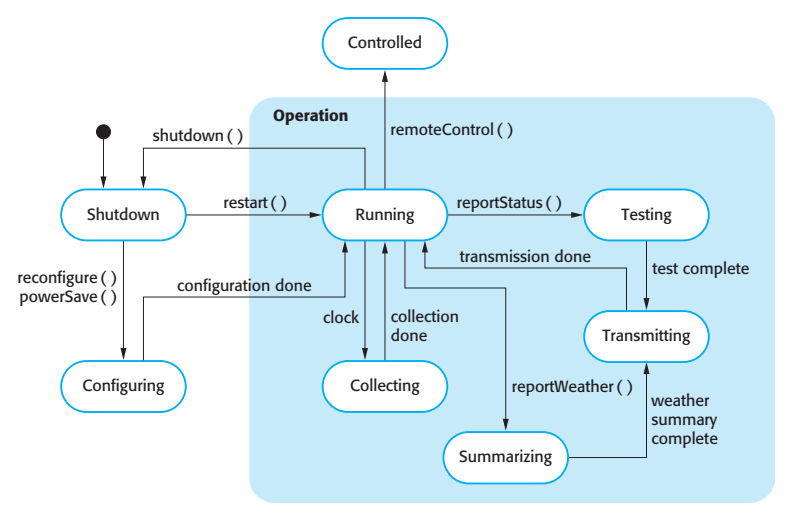 Controlled
Operation
shutdown ( )
remoteControl ( )
Shutdown
restart ( )
Running
reportStatus ( )
Testing
reconfigure ( )
powerSave ( )
configuration done
transmission done
test complete
clock
collection
done
Transmitting
Configuring
Collecting
reportWeather ( )
weather
summary
complete
Summarizing